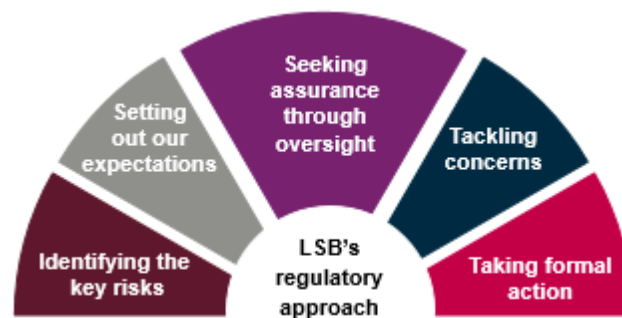 Identifying the
key risks
Setting
out our
expectations
Seeking
assurance
through
oversight
Tackling
concerns
Taking formal
action
LSB's
regulatory
approach